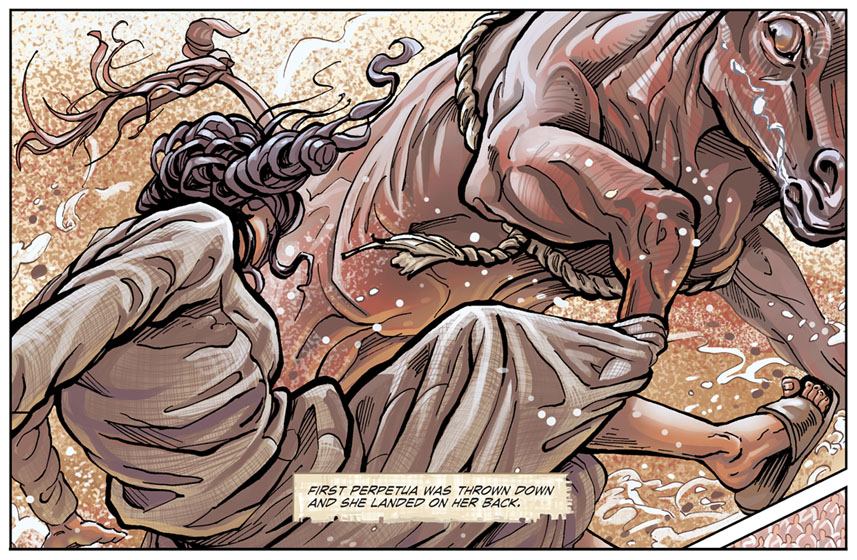 FIRST PERPETUA WAS THROWN DOWN
AND SHE LANDED ON HER BACK.